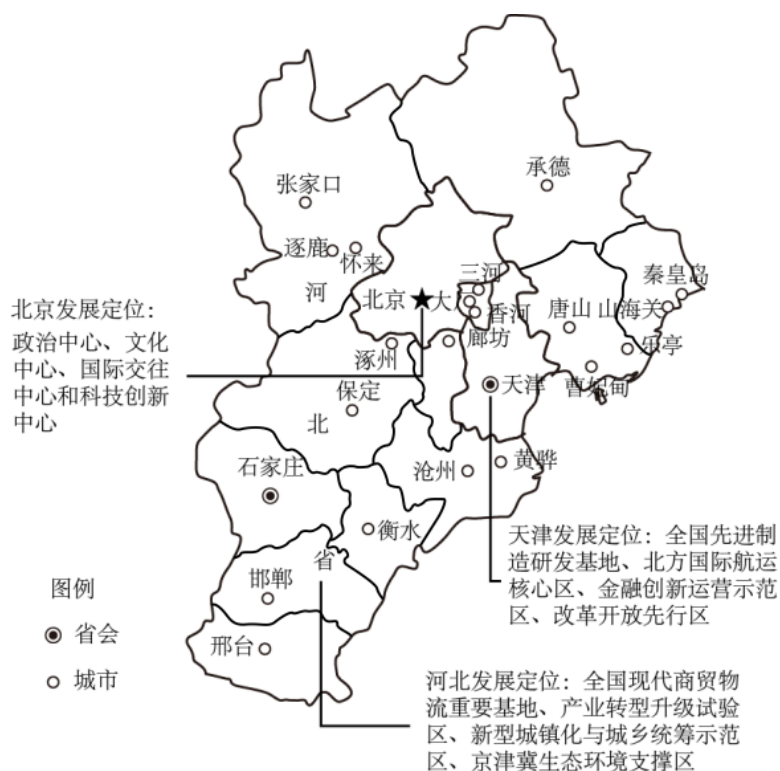 承德
张家口
逐鹿
怀来
河
三河
秦皇岛
北京
大厂
香河
唐山
山海关
北京发展定位：
政治中心、文化
中心、国际交往
中心和科技创新
中心
廊坊
乐亭
涿州
天津
曹妃甸
保定
北
石家庄
沧州
黄骅
衡水
天津发展定位：全国先进制
造研发基地、北方国际航运
核心区、金融创新运营示范
区、改革开放先行区
省
邯郸
图例
省会
城市
邢台
河北发展定位：全国现代商贸物
流重要基地、产业转型升级试验
区、新型城镇化与城乡统筹示范
区、京津冀生态环境支撑区